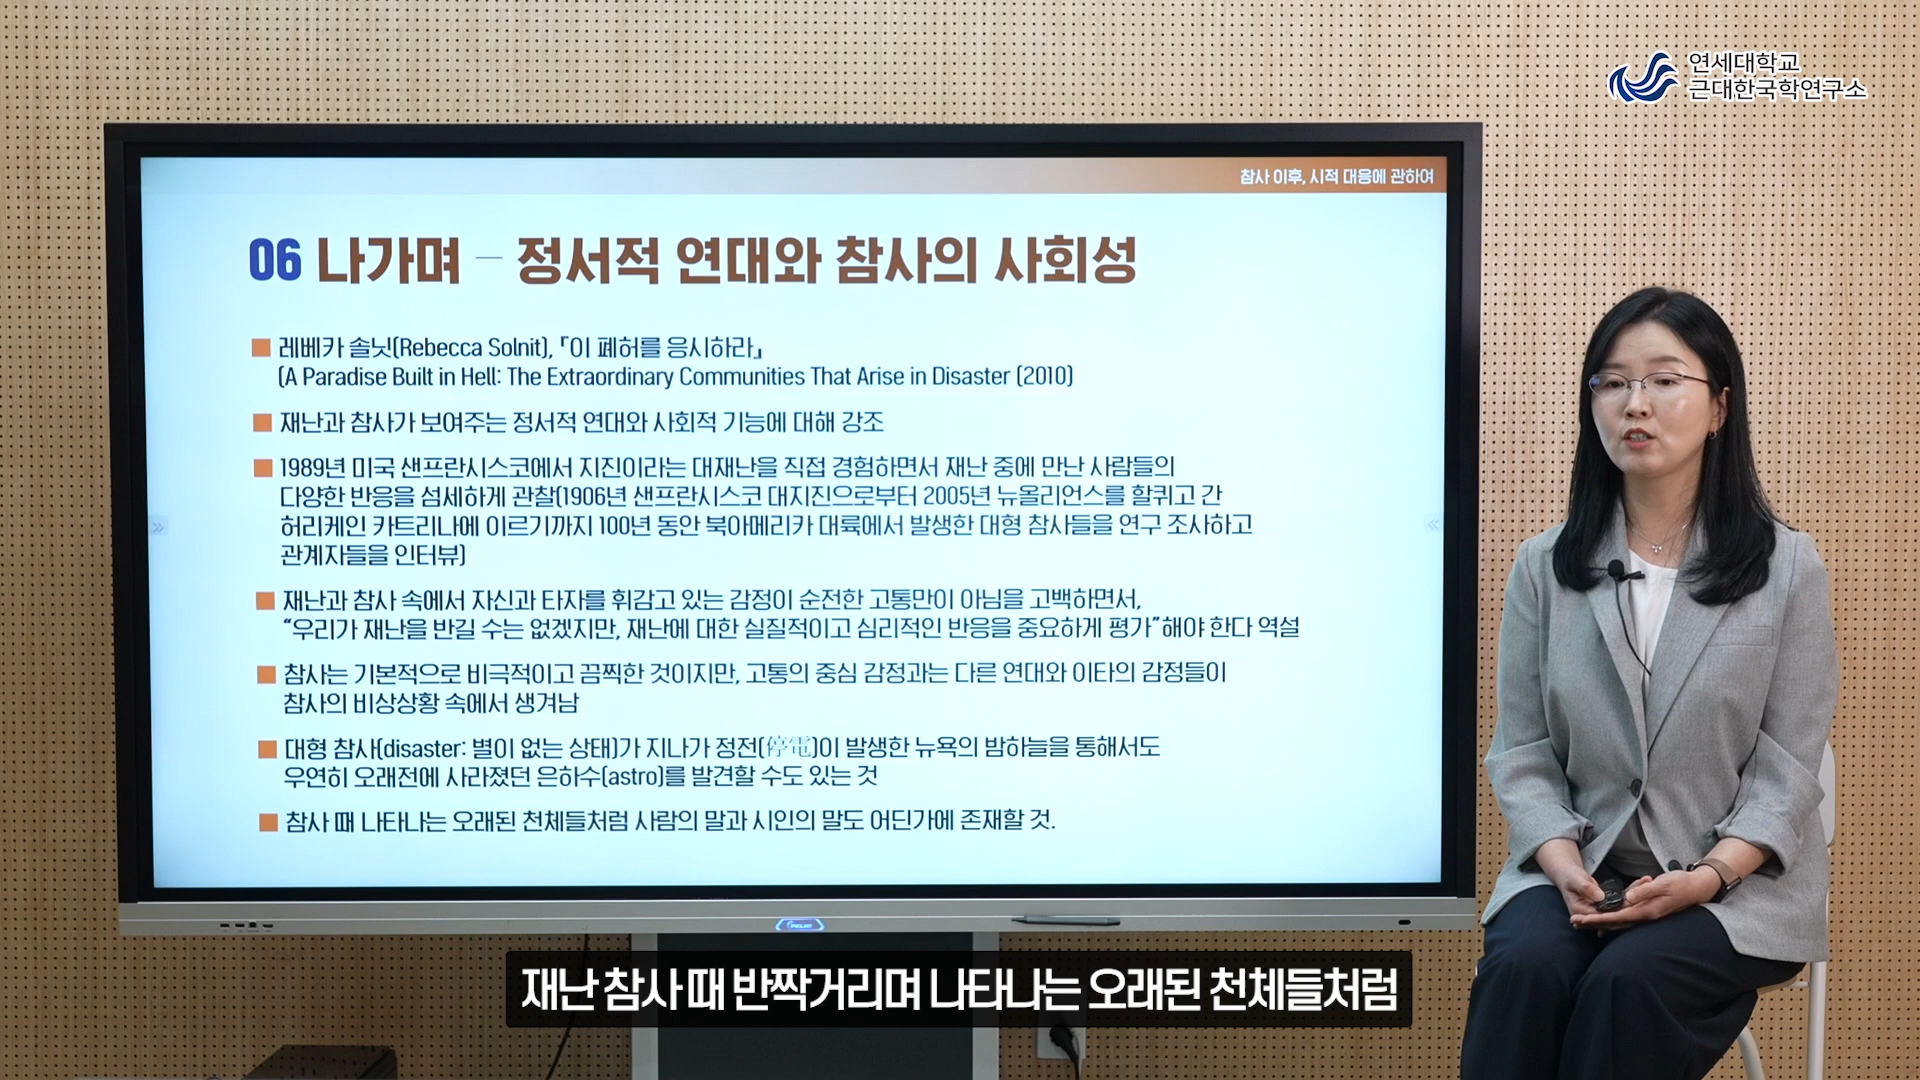 연세대학교
근대한국학연구소
참사 이후, 시적 대응에 관하여
06 나가며 – 정서적 연대와 참사의 사회성
레베카 솔닛(Rebecca Solnit), 『이 폐허를 응시하라』
(A Paradise Built in Hell: The Extraordinary Communities That Arise in Disaster (2010)
재난과 참사가 보여주는 정서적 연대와 사회적 기능에 대해 강조
1989년 미국 샌프란시스코에서 지진이라는 대재난을 직접 경험하면서 재난 중에 만난 사람들의
다양한 반응을 섬세하게 관찰(1906년 샌프란시스코 대지진으로부터 2005년 뉴올리언스를 할퀴고 간
허리케인 카트리나에 이르기까지 100년 동안 북아메리카 대륙에서 발생한 대형 참사들을 연구 조사하고
관계자들을 인터뷰)
재난과 참사 속에서 자신과 타자를 휘감고 있는 감정이 순전한 고통만이 아님을 고백하면서,
“우리가 재난을 반길 수는 없겠지만, 재난에 대한 실질적이고 심리적인 반응을 중요하게 평가”해야 한다 역설
참사는 기본적으로 비극적이고 끔찍한 것이지만, 고통의 중심 감정과는 다른 연대와 이타의 감정들이
참사의 비상상황 속에서 생겨남
대형 참사(disaster: 별이 없는 상태)가 지나가 정전(停電)이 발생한 뉴욕의 밤하늘을 통해서도
우연히 오래전에 사라졌던 은하수(astro)를 발견할 수도 있는 것
참사 때 나타나는 오래된 천체들처럼 사람의 말과 시인의 말도 어딘가에 존재할 것.
재난 참사 때 반짝거리며 나타나는 오래된 천체들처럼